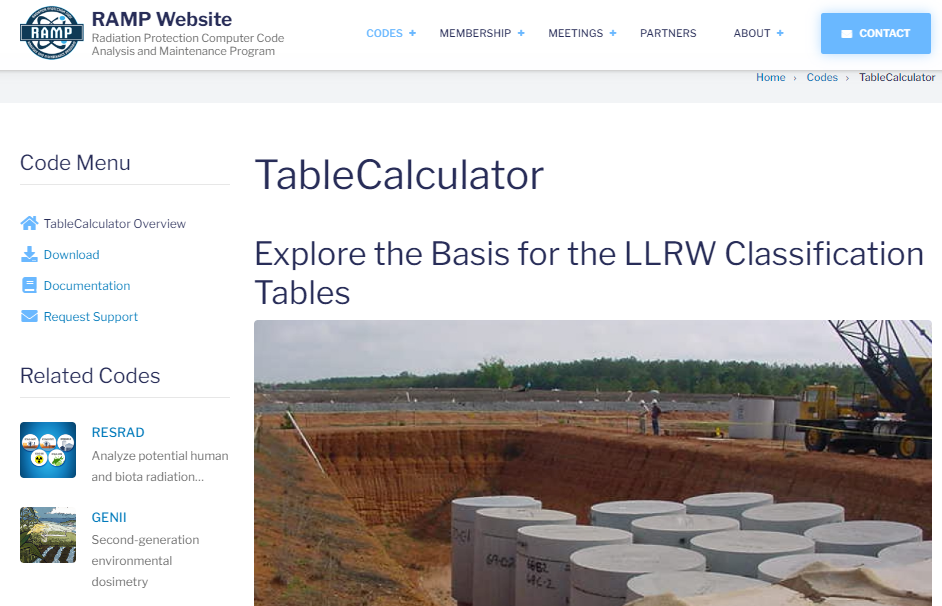 RAMP
RAMP Website
Radiation Protection Computer Code
Analysis and Maintenance Program
CODES +
MEMBERSHIP +
MEETINGS +
PARTNERS
ABOUT +
CONTACT
Home › Codes › TableCalculator
Code Menu
TableCalculator Overview
Download
Documentation
Request Support
Related Codes
RESRAD
Analyze potential human
and biota radiation...
GENII
Second-generation
environmental
dosimetry
TableCalculator
Explore the Basis for the LLRW Classification
Tables